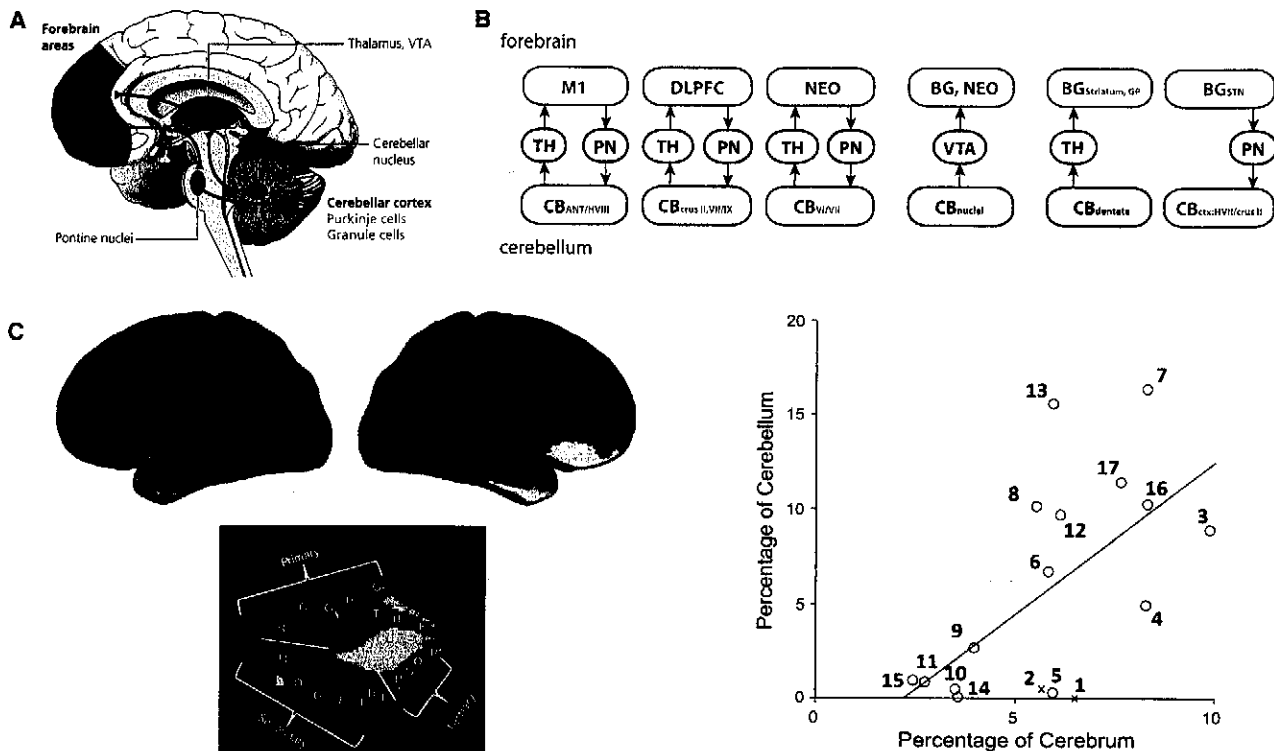 A
Forebrain
areas
Thalamus, VTA
Cerebellar
nucleus
Cerebellar cortex
Purkinje cells
Granule cells
Pontine nuclei
B
forebrain
M1
DLPFC
NEO
BG, NEO
BGStriatum, GP
BGSTN
TH
PN
TH
PN
TH
PN
VTA
TH
PN
CBANT/HVIII
CBcrus II, VII/IX
CBVI/VII
CBnuclei
CBdentate
CBctx:HVII/crus II
cerebellum
C
Primary
20
15
10
5
0
13
7
17
16
8
12
3
6
4
9
11
15
10
14
2
5
1
0
5
10
Percentage of Cerebellum
Percentage of Cerebrum